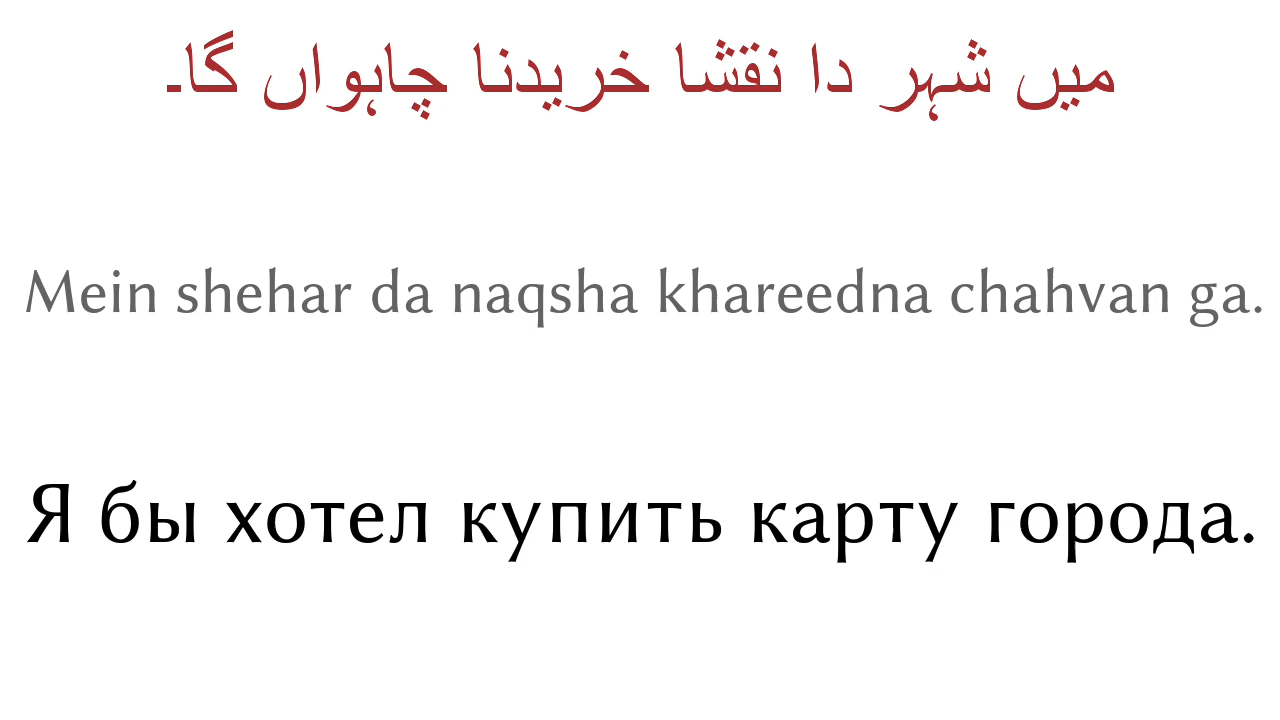 میں شہر دا نقشا خریدنا چاہواں گا۔
Mein shehar da naqsha khareedna chahvan ga.
Я бы хотел купить карту города.